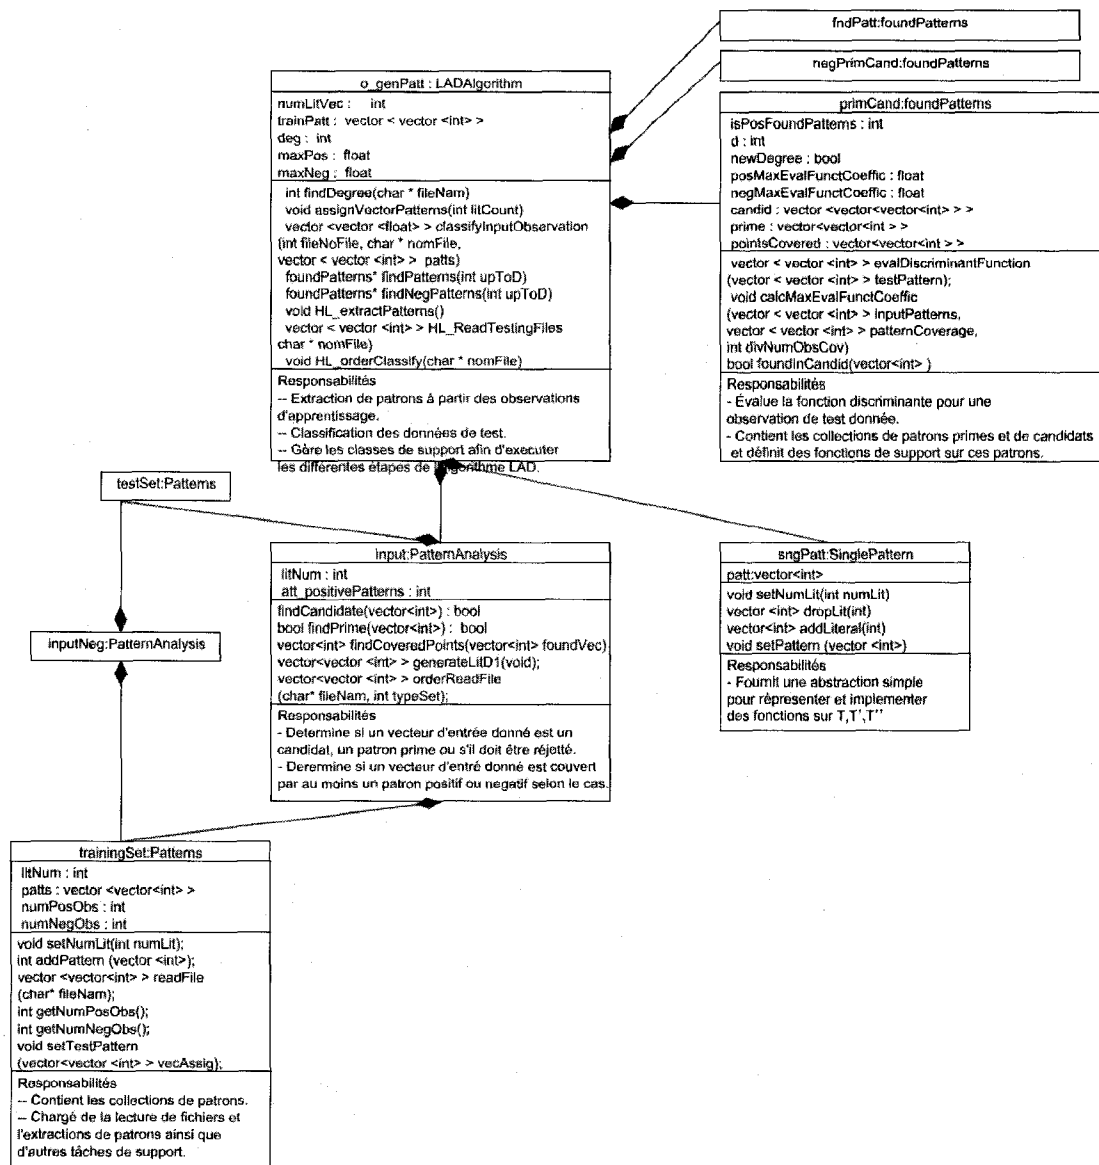 fndPatt:foundPatterns
negPrimCand:foundPatterns
o_genPatt : LADAlgorithm
numLitVec : int
trainPatt : vector < vector <int> >
deg : int
maxPos : float
maxNeg : float
int findDegree(char * fileNam)
void assignVectorPatterns(int litCount)
vector <vector <float> > classifyInputObservation
(int fileNoFile, char * nomFile,
vector < vector <int> > patts)
foundPatterns* findPatterns(int upToD)
foundPatterns* findNegPatterns(int upToD)
void HL_extractPatterns()
vector < vector <int> > HL_ReadTestingFiles
char * nomFile)
void HL_orderClassify(char * nomFile)
Responsabilités
-- Extraction de patrons à partir des observations
d'apprentissage.
-- Classification des données de test.
-- Gère les classes de support afin d'executer
les différentes étapes de l'algorithme LAD.
primCand:foundPatterns
isPosFoundPatterns : int
d : int
newDegree : bool
posMaxEvalFunctCoeffic : float
negMaxEvalFunctCoeffic : float
candid : vector <vector<vector<int> > >
prime : vector<vector<int > >
pointsCovered : vector<vector<int > >
vector < vector <int> > evalDiscriminantFunction
(vector < vector <int> > testPattern);
void calcMaxEvalFunctCoeffic
(vector < vector <int> > inputPatterns,
vector < vector <int> > patternCoverage,
int divNumObsCov)
bool foundInCandid(vector<int> )
Responsabilités
- Évalue la fonction discriminante pour une
observation de test donnée.
- Contient les collections de patrons primes et de candidats
et définit des fonctions de support sur ces patrons.
testSet:Patterns
input:PatternAnalysis
litNum : int
att_positivePatterns : int
findCandidate(vector<int>) : bool
bool findPrime(vector<int>) : bool
vector<int> findCoveredPoints(vector<int> foundVec)
vector<vector <int> > generateLitD1(void);
vector<vector <int> > orderReadFile
(char* fileNam, int typeSet);
Responsabilités
- Determine si un vecteur d'entrée donné est un
candidat, un patron prime ou s'il doit être réjetté.
- Derermine si un vecteur d'entré donné est couvert
par au moins un patron positif ou negatif selon le cas.
sngPatt:SinglePattern
patt:vector<int>
void setNumLit(int numLit)
vector <int> dropLit(int)
vector<int> addLiteral(int)
void setPattern (vector <int>)
Responsabilités
- Fournit une abstraction simple
pour répresenter et implementer
des fonctions sur T,T',T''
inputNeg:PatternAnalysis
trainingSet:Patterns
litNum : int
patts : vector <vector<int> >
numPosObs : int
numNegObs : int
void setNumLit(int numLit);
int addPattern (vector <int>);
vector <vector<int> > readFile
(char* fileNam);
int getNumPosObs();
int getNumNegObs();
void setTestPattern
(vector<vector <int> > vecAssig);
Responsabilités
-- Contient les collections de patrons.
-- Chargé de la lecture de fichiers et
l'extractions de patrons ainsi que
d'autres tâches de support.